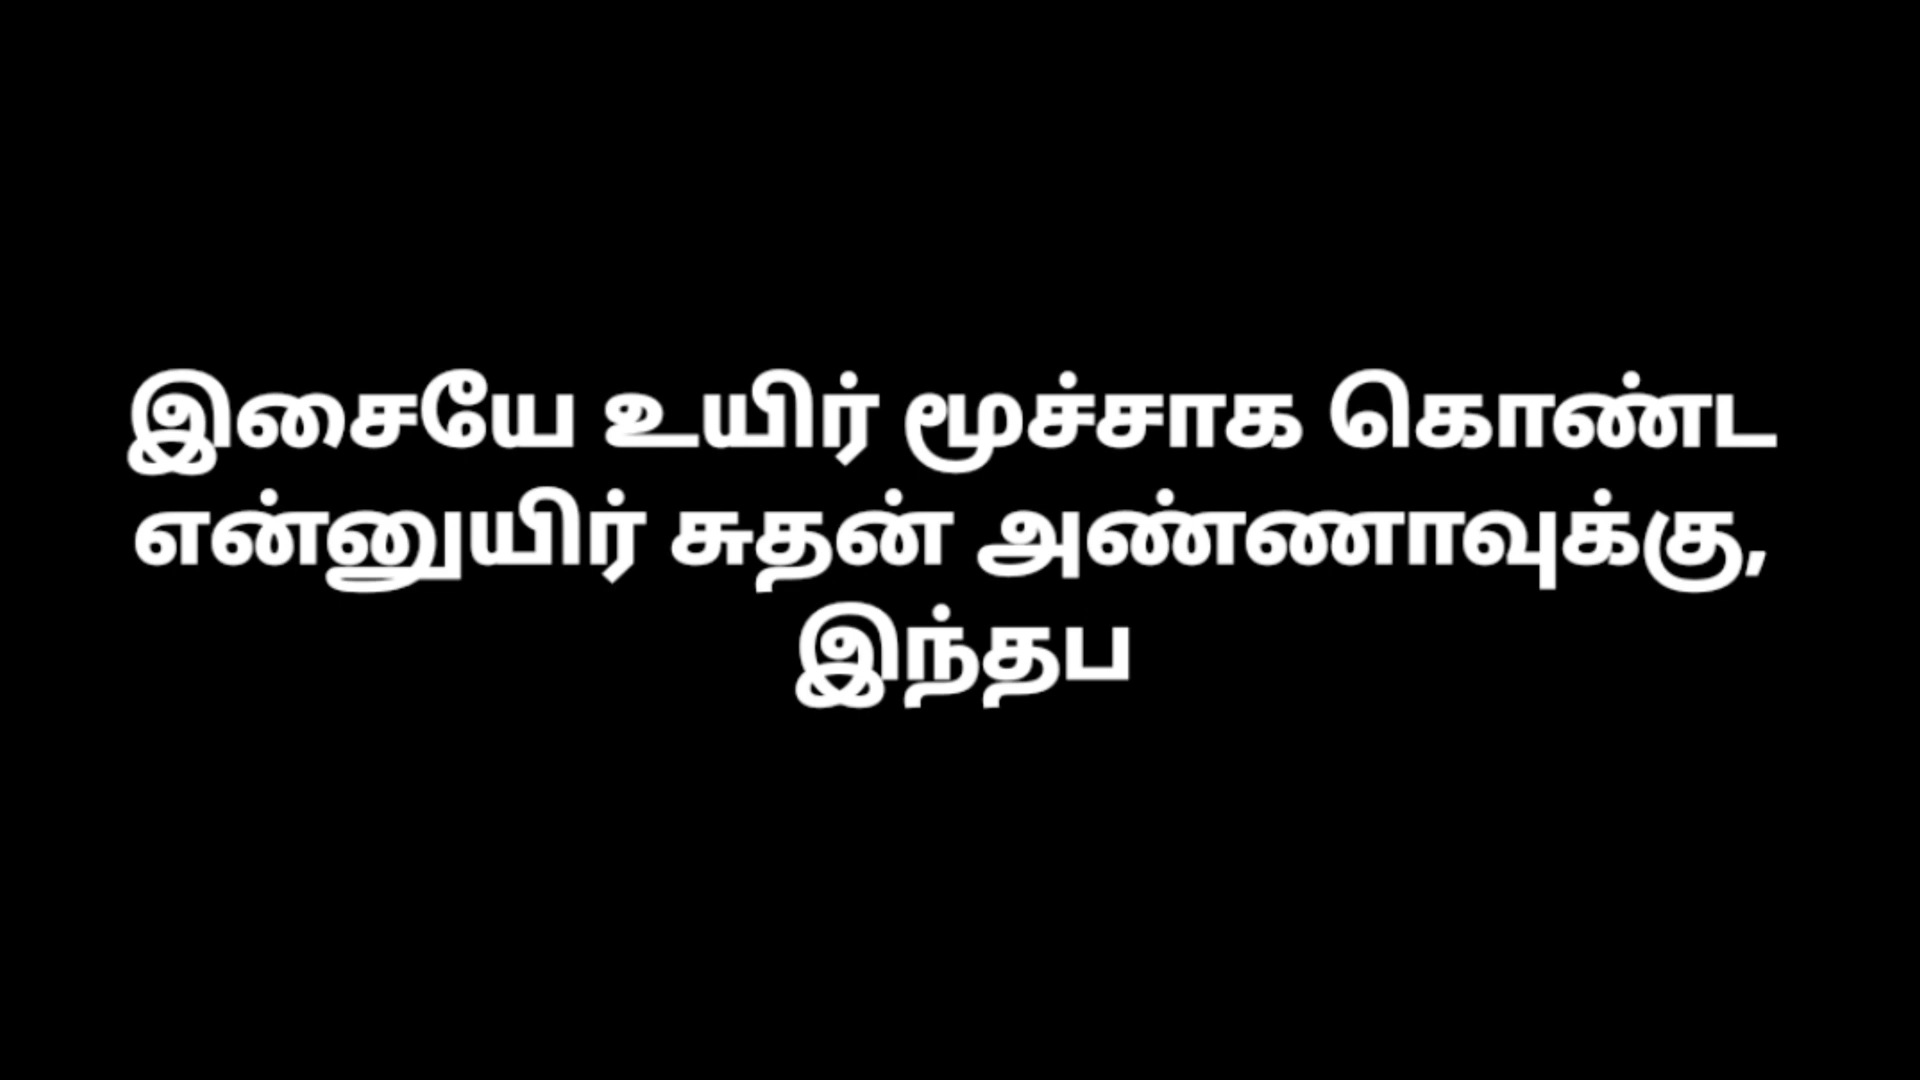 இசையே உயிர் மூச்சாக கொண்ட
என்னுயிர் சுதன் அண்ணாவுக்கு,
இந்தப